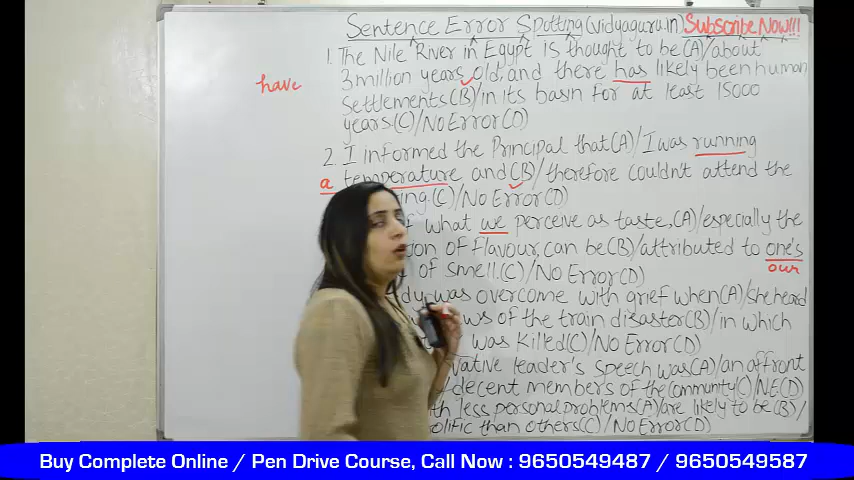 Sentence Error Spotting (vidyaguru.in) Subscribe Now!!!
1. The Nile River in Egypt is thought to be (A)/about
have
3 million years old, and there has likely been human
settlements (B)/in its basin for at least 15000
years.(C)/No Error (D)
2. I informed the Principal that (A)/I was running
a
temperature and (B)/therefore couldn't attend the
(C)/No Error (D)
what we perceive as taste, (A)/especially the
of flavour, can be (B)/attributed to one's
our
of smell.(C)/No Error (D)
was overcome with grief when (A)/she heard
of the train disaster (B)/in which
was killed (C)/No Error (D)
leader's speech was (A)/an affront
decent members of the community (C)/NE (D)
less personal problems (A)/are likely to be (B)/
than others (C)/No Error (D)
Buy Complete Online / Pen Drive Course, Call Now : 9650549487 / 9650549587